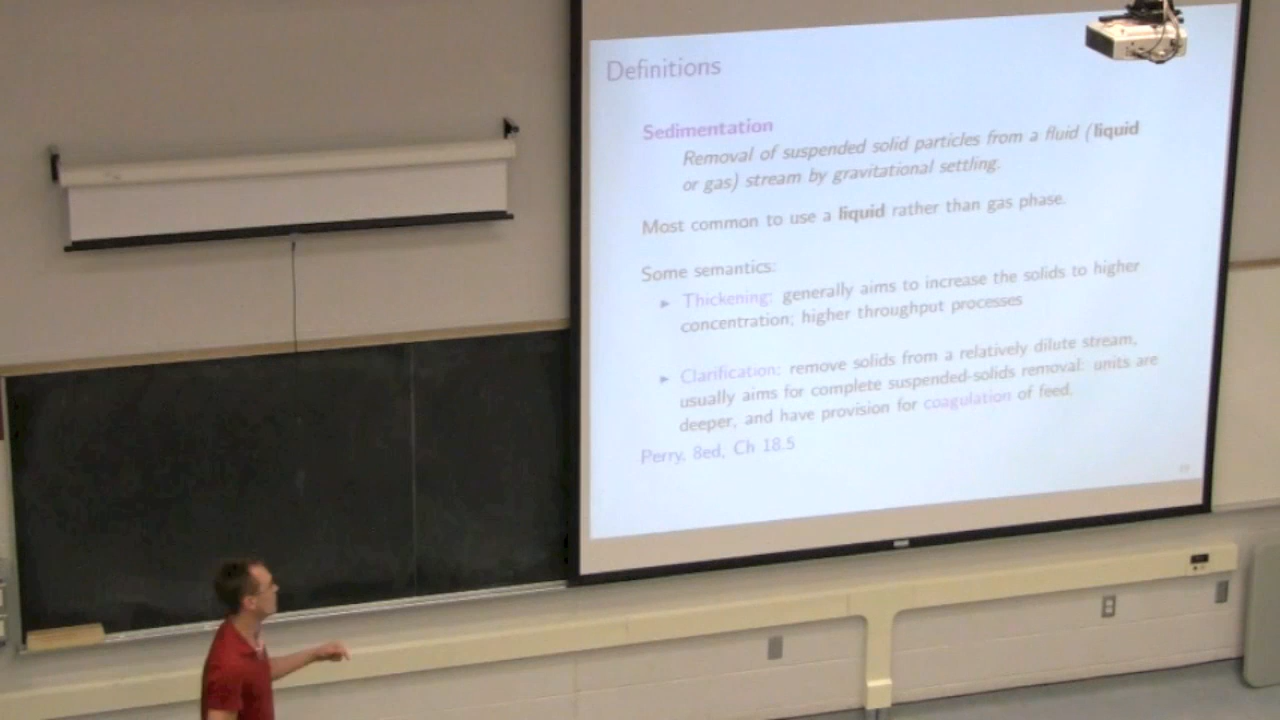 Definitions
Sedimentation
Removal of suspended solid particles from a fluid (liquid
or gas) stream by gravitational settling.
Most common to use a liquid rather than gas phase.
Some semantics:
► Thickening: generally aims to increase the solids to higher
concentration; higher throughput processes
► Clarification: remove solids from a relatively dilute stream,
usually aims for complete suspended-solids removal: units are
deeper, and have provision for coagulation of feed.
Perry, 8ed, Ch 18.5